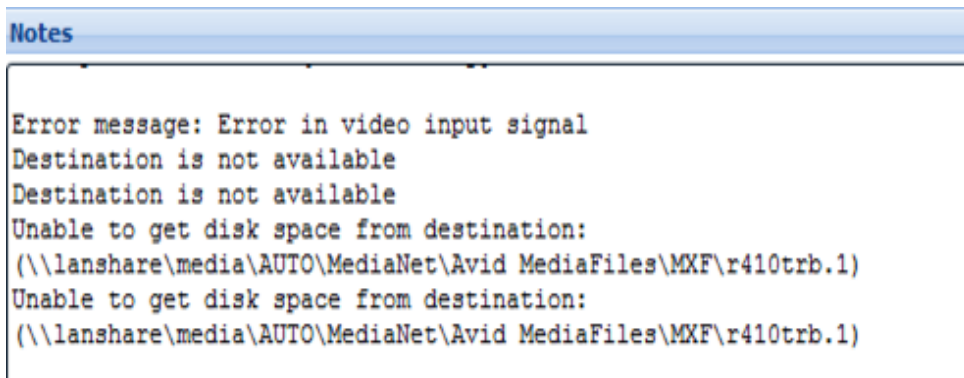 Notes
Error message: Error in video input signal
Destination is not available
Destination is not available
Unable to get disk space from destination:
(\\lanshare\media\AUTO\MediaNet\Avid MediaFiles\MXF\r410trb.1)
Unable to get disk space from destination:
(\\lanshare\media\AUTO\MediaNet\Avid MediaFiles\MXF\r410trb.1)